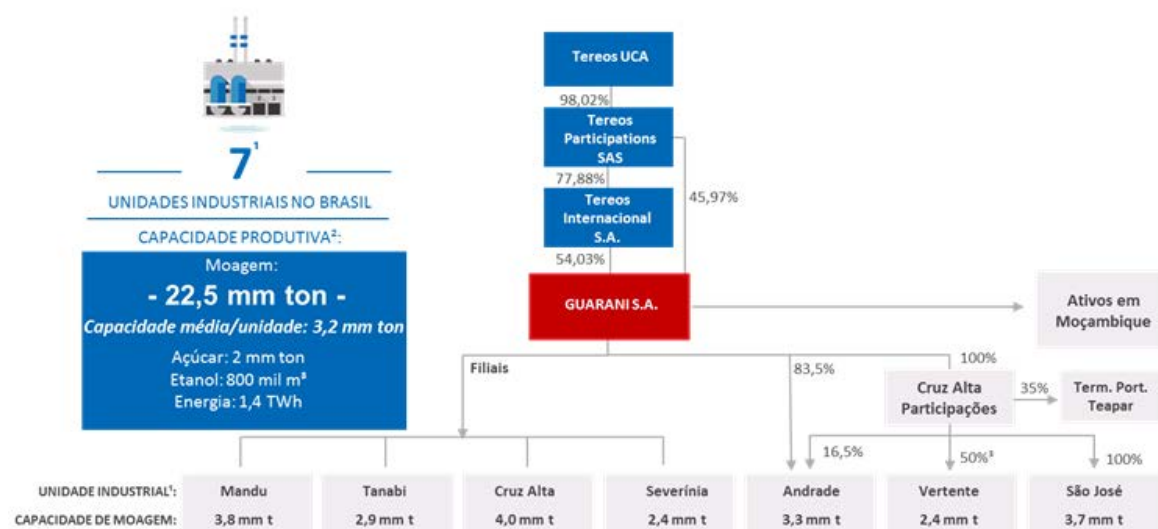 7¹
UNIDADES INDUSTRIAIS NO BRASIL
CAPACIDADE PRODUTIVA²:
Moagem:
- 22,5 mm ton -
Capacidade média/unidade: 3,2 mm ton
Açúcar: 2 mm ton
Etanol: 800 mil m³
Energia: 1,4 TWh
Tereos UCA
98,02%
Tereos
Participations
SAS
77,88%
45,97%
Tereos
Internacional
S.A.
54,03%
GUARANI S.A.
Ativos em
Moçambique
Filiais
83,5%
100%
Cruz Alta
Participações
35%
Term. Port.
Teapar
16,5%
50%³
100%
UNIDADE INDUSTRIAL¹:
Mandu
Tanabi
Cruz Alta
Severínia
Andrade
Vertente
São José
CAPACIDADE DE MOAGEM:
3,8 mm t
2,9 mm t
4,0 mm t
2,4 mm t
3,3 mm t
2,4 mm t
3,7 mm t